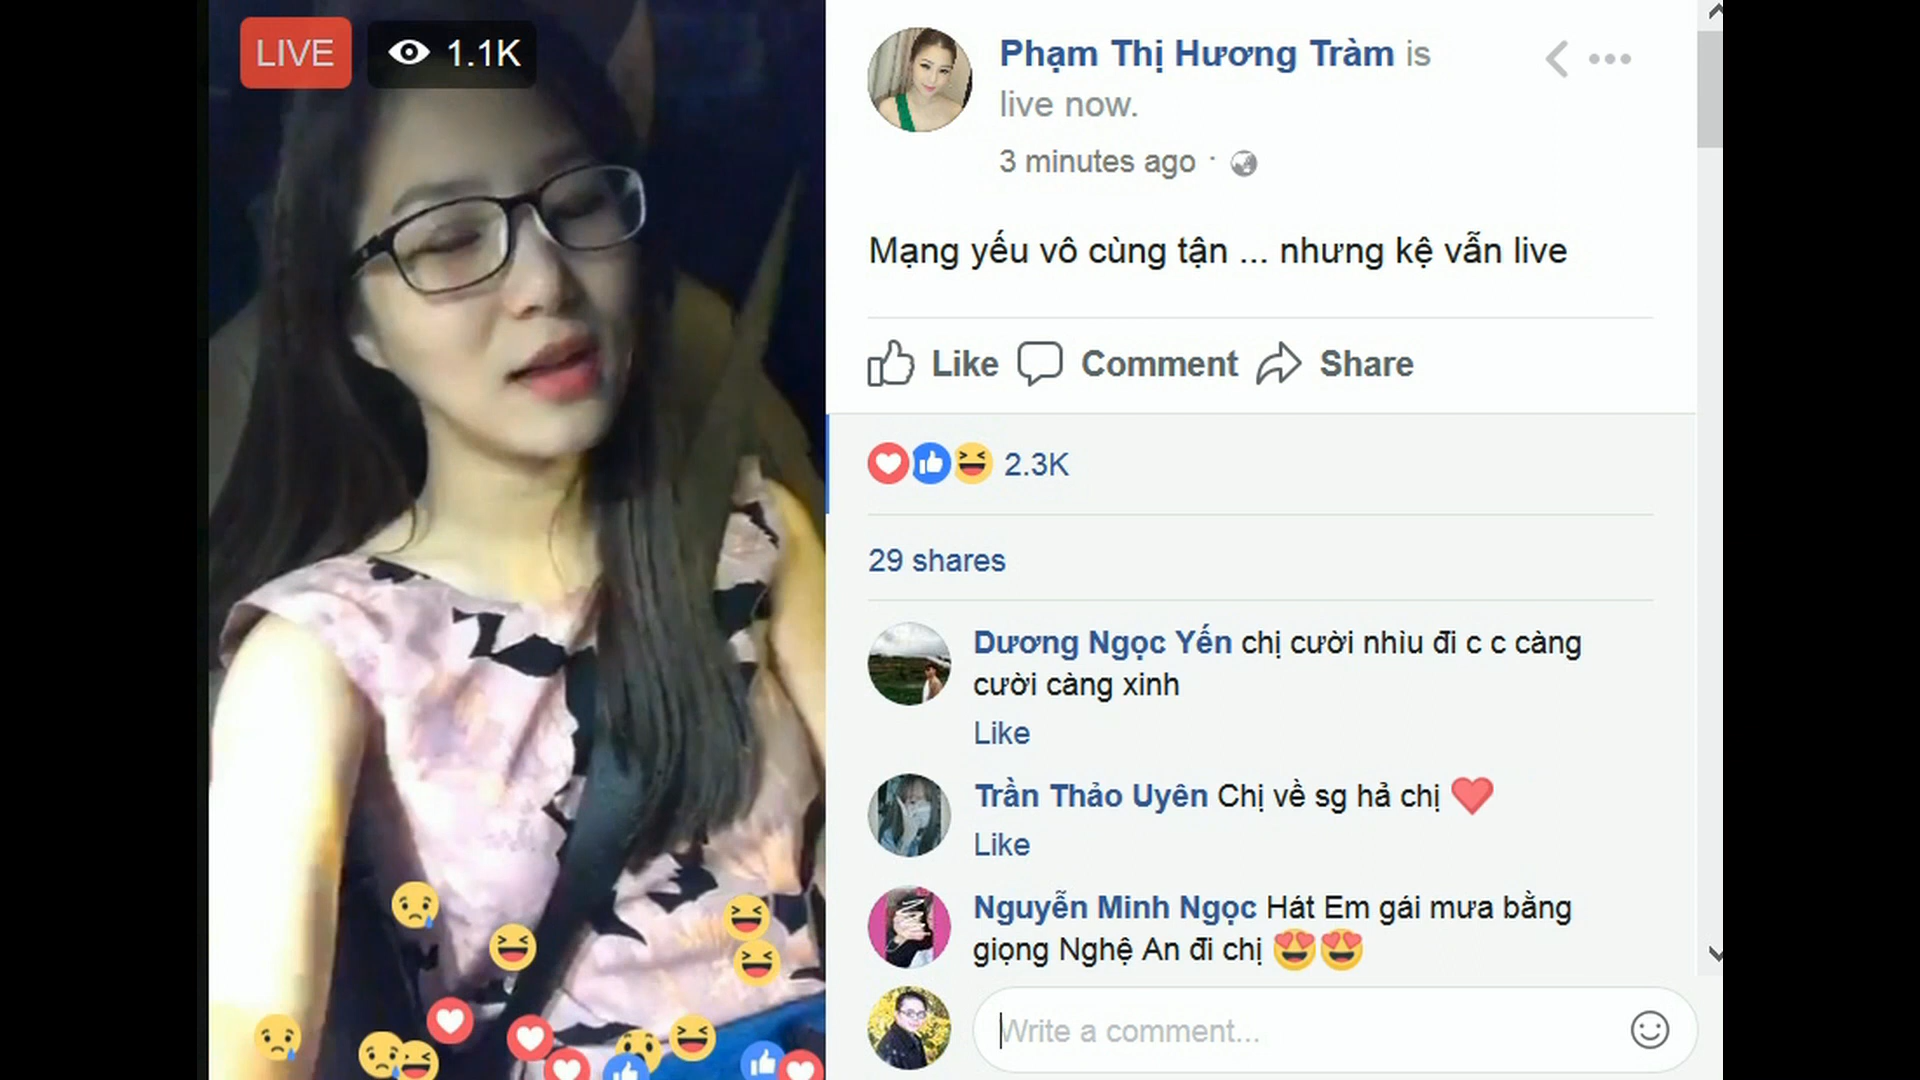 LIVE 1.1K
Phạm Thị Hương Tràm is
live now.
3 minutes ago ·
Mạng yếu vô cùng tận ... nhưng kệ vẫn live
Like Comment Share
2.3K
29 shares
Dương Ngọc Yến chị cười nhìu đi c c càng
cười càng xinh
Like
Trần Thảo Uyên Chị về sg hả chị
Like
Nguyễn Minh Ngọc Hát Em gái mưa bằng
giọng Nghệ An đi chị
Write a comment...